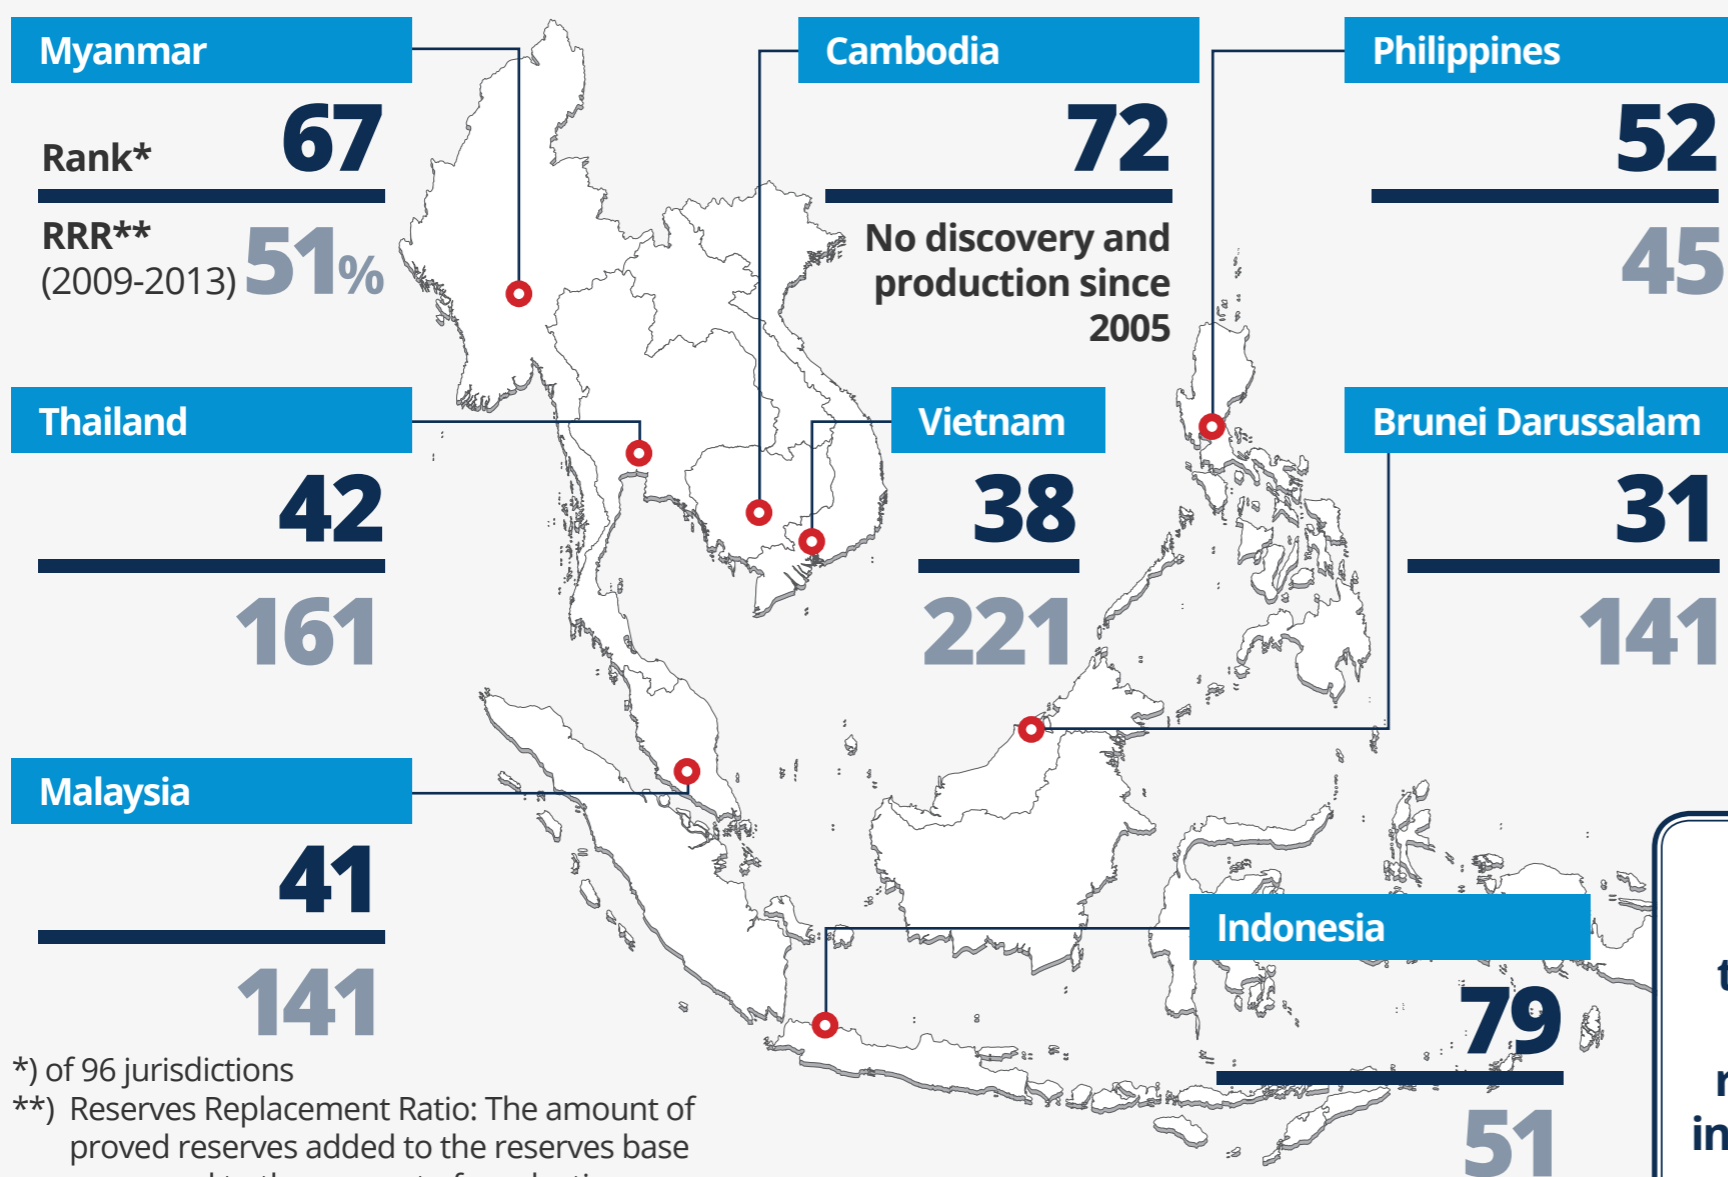 Myanmar
Rank* 67
RRR** 
(2009-2013) 51%
Cambodia
72
No discovery and
production since
2005
Philippines
52
45
Thailand
42
161
Vietnam
38
221
Brunei Darussalam
31
141
Malaysia
41
141
Indonesia
79
51
*) of 96 jurisdictions
**) Reserves Replacement Ratio: The amount of
proved reserves added to the reserves base